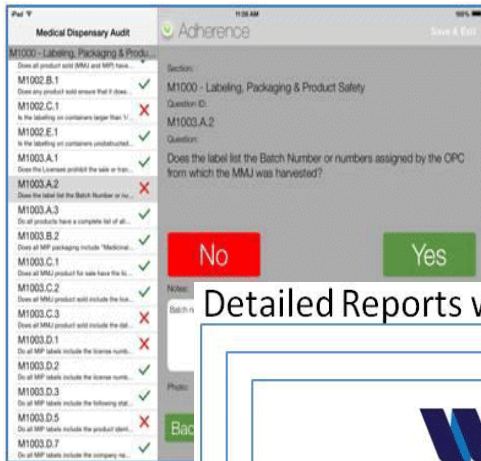 iPad
11:26 AM
100%
Medical Dispensary Audit
Adherence
Save & Exit
M1000 - Labeling, Packaging & Produ...
Does all product sold (MMJ and MIP) have...
M1002.B.1
Does any product sold ensure that it does...
M1002.C.1
Is the labeling on containers larger than
M1002.E.1
Is the labeling on containers unobstructed...
M1003.A.1
Does the Licensee prohibit the sale or tran...
M1003.A.2
Does the label list the Batch Number or nu...
M1003.A.3
Do all products have a complete list of all...
M1003.B.2
Does all MIP packaging include "Medicinal...
M1003.C.1
Does all MMJ product for sale have the lic...
M1003.C.2
Does all MMJ product sold include the lice...
M1003.C.3
Does all MMJ product sold include the dat...
M1003.D.1
Do all MIP labels include the license numb...
M1003.D.2
Do all MIP labels include the license numb...
M1003.D.3
Do all MIP labels include the following stat...
M1003.D.5
Do all MIP labels include the product ident...
M1003.D.7
Do all MIP labels include the company na...
Section:
M1000 - Labeling, Packaging & Product Safety
Question ID:
M1003.A.2
Question:
Does the label list the Batch Number or numbers assigned by the OPC
from which the MMJ was harvested?
No
Yes
Notes:
Batch n
Photo:
Bac
Detailed Reports